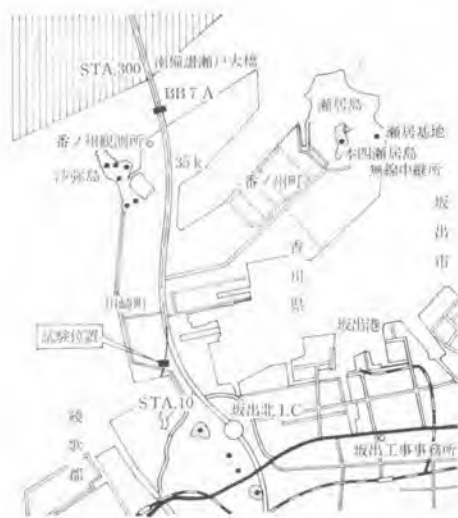 STA.300
南備讃瀬戸大橋
BB7A
瀬居島
瀬居基地
本四瀬居島
無線中継所
番ノ州観測所
沙弥島
35k
番ノ州町
坂出市
香川県
川崎町
坂出港
試験位置
STA.10
坂出北I.C
綾歌郡
坂出工事事務所